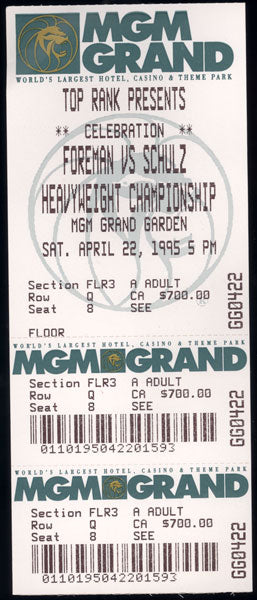 MGM
GRAND
WORLD'S LARGEST HOTEL, CASINO & THEME PARK
TOP RANK PRESENTS
** CELEBRATION **
FOREMAN VS SCHULZ
HEAVYWEIGHT CHAMPIONSHIP
MGM GRAND GARDEN
SAT. APRIL 22, 1995 5 PM
Section FLR3 A ADULT
Row Q CA $700.00
Seat 8 SEE
FLOOR
GG0422
WORLD'S LARGEST HOTEL, CASINO & THEME PARK
MGM GRAND
Section FLR3 A ADULT
Row Q CA $700.00
Seat 8 SEE
0110195042201593
GG0422
WORLD'S LARGEST HOTEL, CASINO & THEME PARK
MGM GRAND
Section FLR3 A ADULT
Row Q CA $700.00
Seat 8 SEE
0110195042201593
GG0422